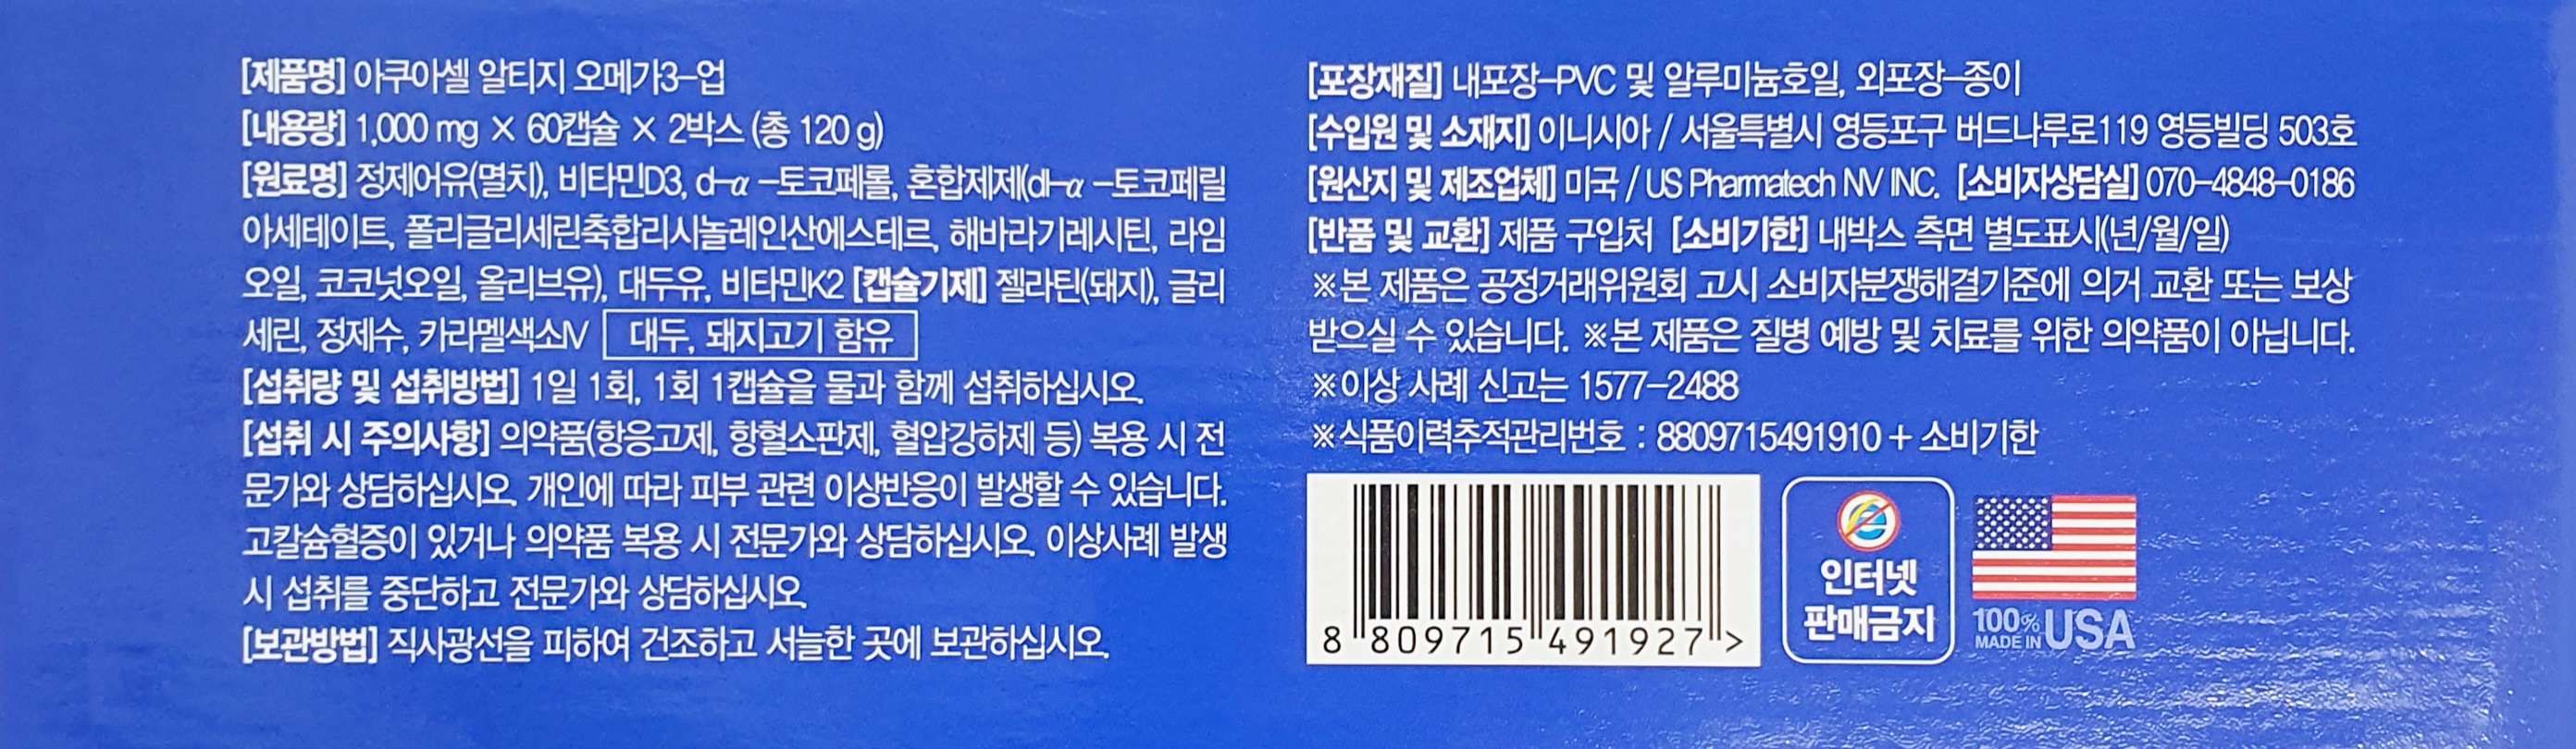 [제품명] 아쿠아셀 알티지 오메가3-업
[내용량] 1,000 mg × 60캡슐 × 2박스 (총 120 g)
[원료명] 정제어유(멸치), 비타민D3, d-α -토코페롤, 혼합제제(dl-α -토코페릴
아세테이트, 폴리글리세린축합리시놀레인산에스테르, 해바라기레시틴, 라임
오일, 코코넛오일, 올리브유), 대두유, 비타민K2 [캡슐기제] 젤라틴(돼지), 글리
세린, 정제수, 카라멜색소IV 대두, 돼지고기 함유
[섭취량 및 섭취방법] 1일 1회, 1회 1캡슐을 물과 함께 섭취하십시오.
[섭취 시 주의사항] 의약품(항응고제, 항혈소판제, 혈압강하제 등) 복용 시 전
문가와 상담하십시오. 개인에 따라 피부 관련 이상반응이 발생할 수 있습니다.
고칼슘혈증이 있거나 의약품 복용 시 전문가와 상담하십시오. 이상사례 발생
시 섭취를 중단하고 전문가와 상담하십시오.
[보관방법] 직사광선을 피하여 건조하고 서늘한 곳에 보관하십시오.
[포장재질] 내포장-PVC 및 알루미늄호일, 외포장-종이
[수입원 및 소재지] 이니시아 / 서울특별시 영등포구 버드나루로119 영등빌딩 503호
[원산지 및 제조업체] 미국 / US Pharmatech NV INC. [소비자상담실] 070-4848-0186
[반품 및 교환] 제품 구입처 [소비기한] 내박스 측면 별도표시(년/월/일)
※본 제품은 공정거래위원회 고시 소비자분쟁해결기준에 의거 교환 또는 보상
받으실 수 있습니다. ※본 제품은 질병 예방 및 치료를 위한 의약품이 아닙니다.
※이상 사례 신고는 1577-2488
※식품이력추적관리번호 : 8809715491910 + 소비기한
8 809715 491927 >
인터넷
판매금지
100%
MADE IN USA